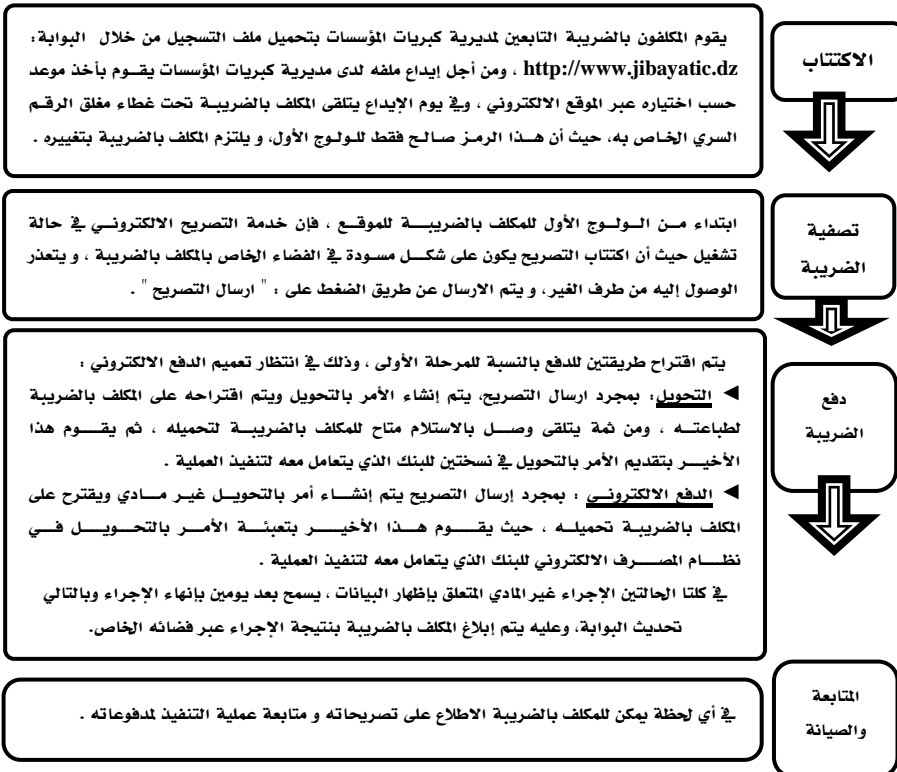 الاكتتاب
يقوم المكلفون بالضريبة التابعين لمديرية كبريات المؤسسات بتحميل ملف التسجيل من خلال البوابة:
http://www.jibayatic.dz ، ومن أجل إيداع ملفه لدى مديرية كبريات المؤسسات يقوم بأخذ موعد
حسب اختياره عبر الموقع الالكتروني ، وفي يوم الإيداع يتلقى المكلف بالضريبة تحت غطاء مغلق الرقم
السري الخاص به، حيث أن هذا الرمز صالح فقط للولوج الأول، و يلتزم المكلف بالضريبة بتغييره .
تصفية
الضريبة
ابتداء من الولوج الأول للمكلف بالضريبة للموقع ، فإن خدمة التصريح الالكتروني في حالة
تشغيل حيث أن اكتتاب التصريح يكون على شكل مسودة في الفضاء الخاص بالمكلف بالضريبة ، و يتعذر
الوصول إليه من طرف الغير، و يتم الارسال عن طريق الضغط على : " ارسال التصريح " .
دفع
الضريبة
يتم اقتراح طريقتين للدفع بالنسبة للمرحلة الأولى ، وذلك في انتظار تعميم الدفع الالكتروني :
◄ التحويل: بمجرد ارسال التصريح، يتم إنشاء الأمر بالتحويل ويتم اقتراحه على المكلف بالضريبة
لطباعته ، ومن ثمة يتلقى وصل بالاستلام متاح للمكلف بالضريبة لتحميله ، ثم يقوم هذا
الأخير بتقديم الأمر بالتحويل في نسختين للبنك الذي يتعامل معه لتنفيذ العملية .
◄ الدفع الالكتروني : بمجرد إرسال التصريح يتم إنشاء أمر بالتحويل غير مادي ويقترح على
المكلف بالضريبة تحميله ، حيث يقوم هذا الأخير بتعبئة الأمر بالتحويل في
نظام المصرف الالكتروني للبنك الذي يتعامل معه لتنفيذ العملية .
في كلتا الحالتين الإجراء غير المادي المتعلق بإظهار البيانات ، يسمح بعد يومين بإنهاء الإجراء وبالتالي
تحديث البوابة، وعليه يتم إبلاغ المكلف بالضريبة بنتيجة الإجراء عبر فضائه الخاص.
المتابعة
والصيانة
في أي لحظة يمكن للمكلف بالضريبة الاطلاع على تصريحاته و متابعة عملية التنفيذ لمدفوعاته .